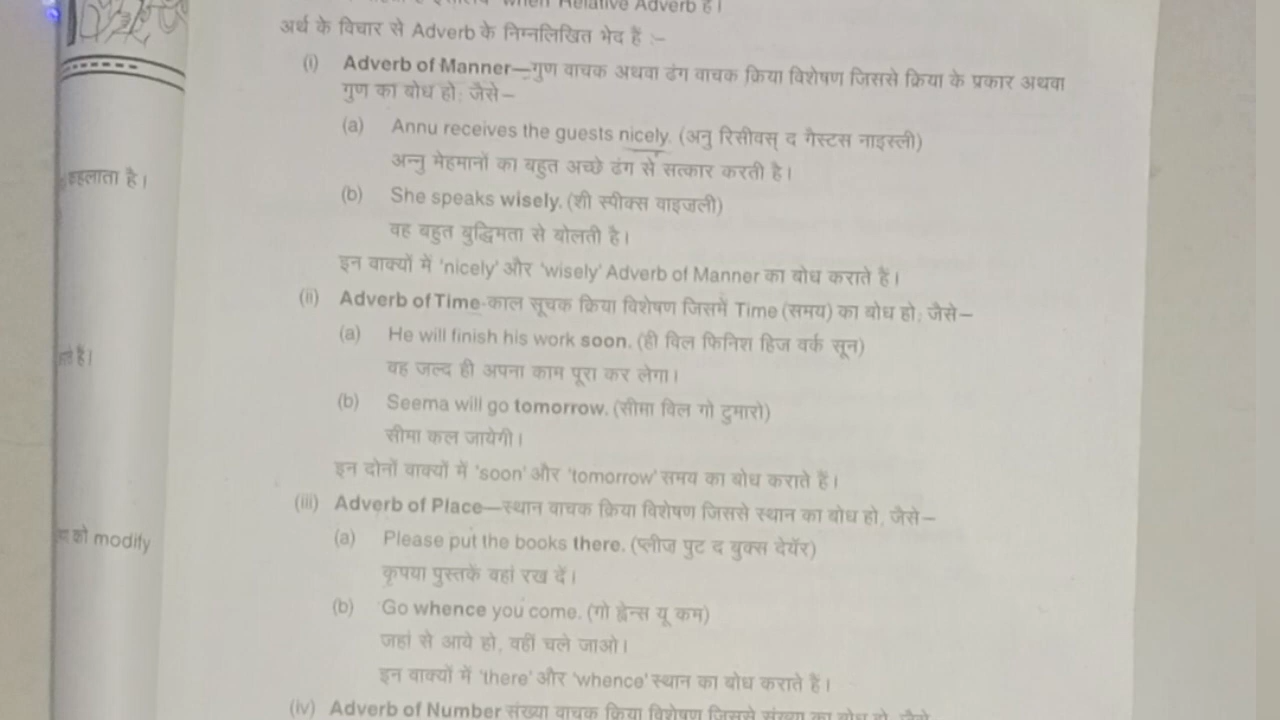 when Relative Adverb है।
अर्थ के विचार से Adverb के निम्नलिखित भेद हैं :–
(i) Adverb of Manner—गुण वाचक अथवा ढंग वाचक क्रिया विशेषण जिससे क्रिया के प्रकार अथवा
गुण का बोध हो; जैसे–
(a) Annu receives the guests nicely. (अनु रिसीवस् द गैस्टस नाइस्ली)
अन्नु मेहमानों का बहुत अच्छे ढंग से सत्कार करती है।
हलाता है।
(b) She speaks wisely. (शी स्पीक्स वाइजली)
वह बहुत बुद्धिमता से बोलती है।
इन वाक्यों में 'nicely' और 'wisely' Adverb of Manner का बोध कराते हैं।
(ii) Adverb of Time-काल सूचक क्रिया विशेषण जिसमें Time (समय) का बोध हो; जैसे–
(a) He will finish his work soon. (ही विल फिनिश हिज वर्क सून)
हैं।
वह जल्द ही अपना काम पूरा कर लेगा।
(b) Seema will go tomorrow. (सीमा विल गो टुमारो)
सीमा कल जायेगी।
इन दोनों वाक्यों में 'soon' और 'tomorrow' समय का बोध कराते हैं।
(iii) Adverb of Place—स्थान वाचक क्रिया विशेषण जिससे स्थान का बोध हो, जैसे–
को modify
(a) Please put the books there. (प्लीज पुट द बुक्स देयॅर)
कृपया पुस्तकें वहां रख दें।
(b) Go whence you come. (गो ह्वेन्स यू कम)
जहां से आये हो, वहीं चले जाओ।
इन वाक्यों में 'there' और 'whence' स्थान का बोध कराते हैं।
(iv) Adverb of Number संख्या वाचक क्रिया विशेषण जिससे संख्या का बोध हो, जैसे